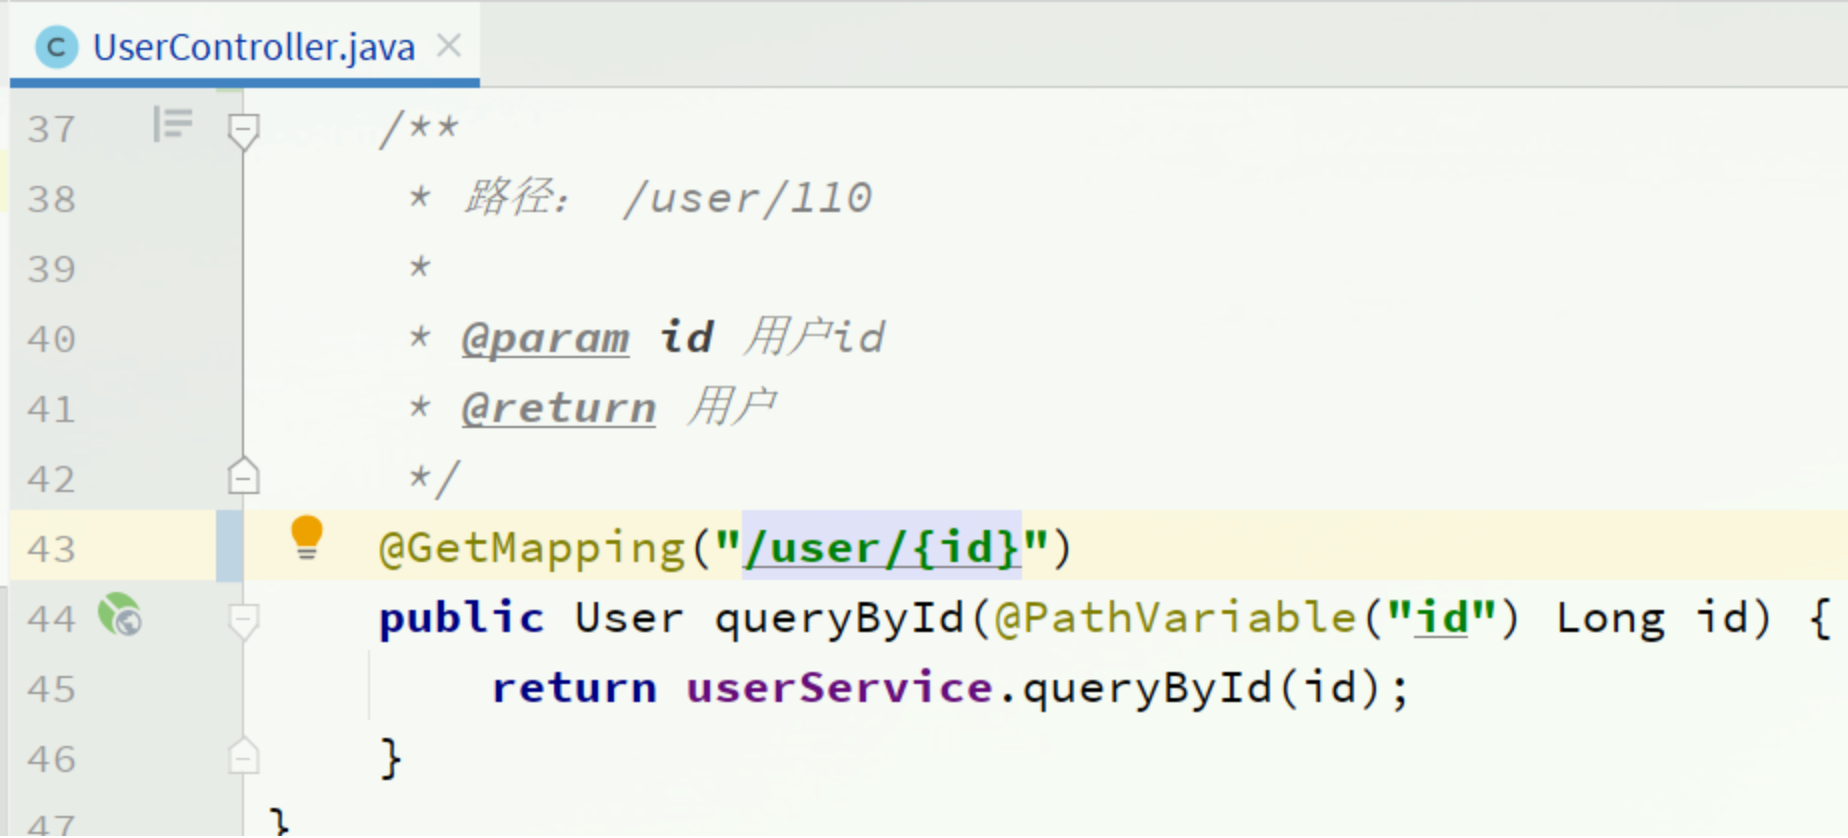 UserController.java
37 /**
38 * 路径： /user/110
39 *
40 * @param id 用户id
41 * @return 用户
42 */
43 @GetMapping("/user/{id}")
44 public User queryById(@PathVariable("id") Long id) {
45 return userService.queryById(id);
46 }
47 }